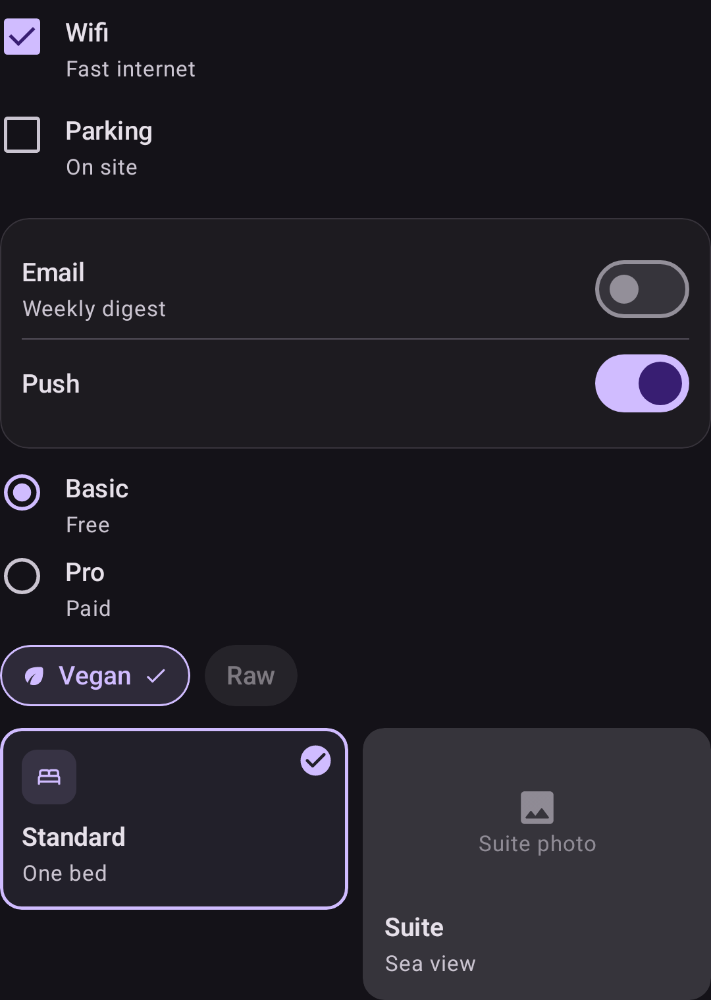 Wifi
Fast internet
Parking
On site
Email
Weekly digest
Push
Basic
Free
Pro
Paid
Vegan
Raw
Standard
One bed
Suite photo
Suite
Sea view